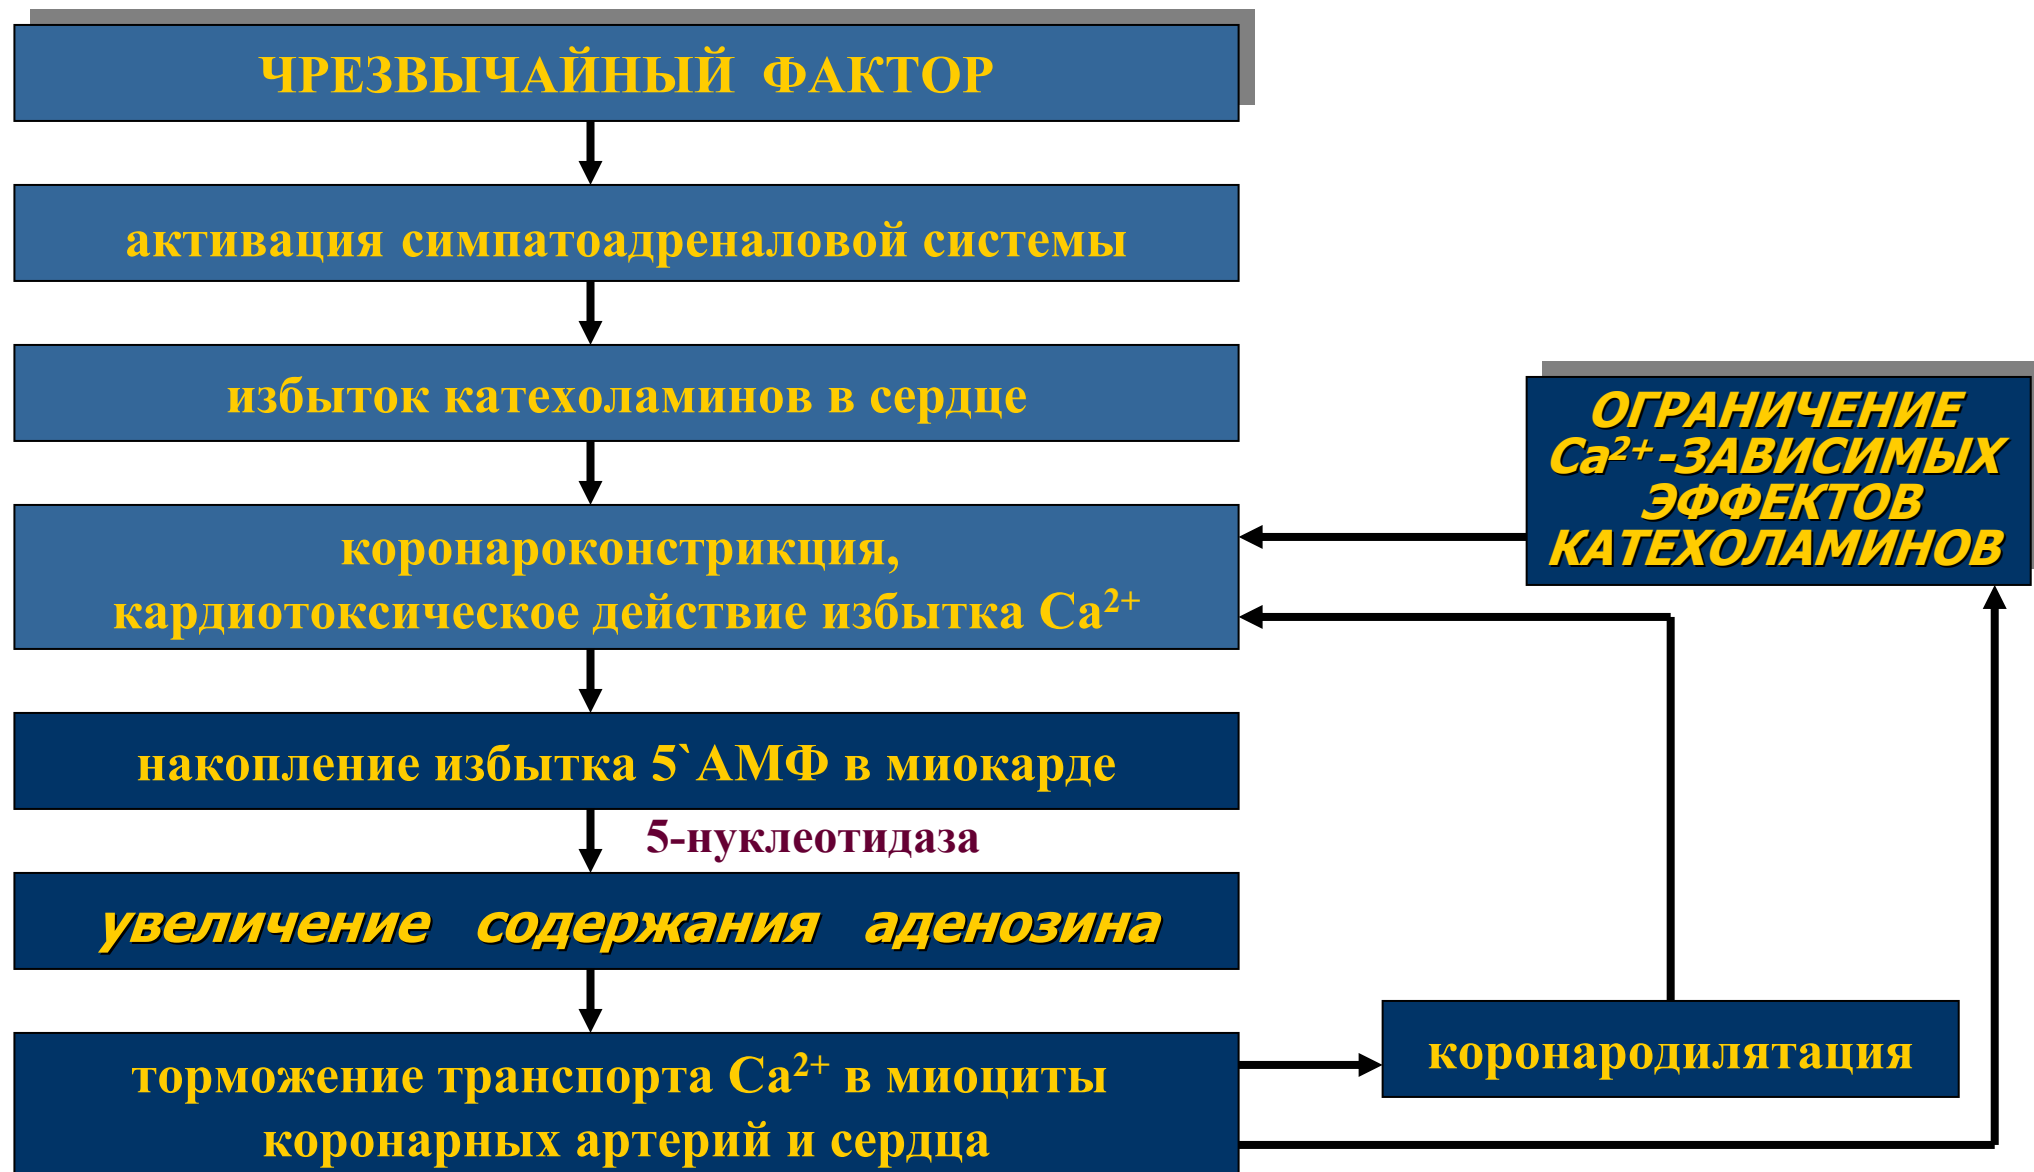 ЧРЕЗВЫЧАЙНЫЙ ФАКТОР
активация симпатоадреналовой системы
избыток катехоламинов в сердце
коронароконстрикция,
кардиотоксическое действие избытка Ca²⁺
ОГРАНИЧЕНИЕ
Ca²⁺-ЗАВИСИМЫХ
ЭФФЕКТОВ
КАТЕХОЛАМИНОВ
накопление избытка 5`АМФ в миокарде
5-нуклеотидаза
увеличение содержания аденозина
торможение транспорта Ca²⁺ в миоциты
коронарных артерий и сердца
коронародилятация